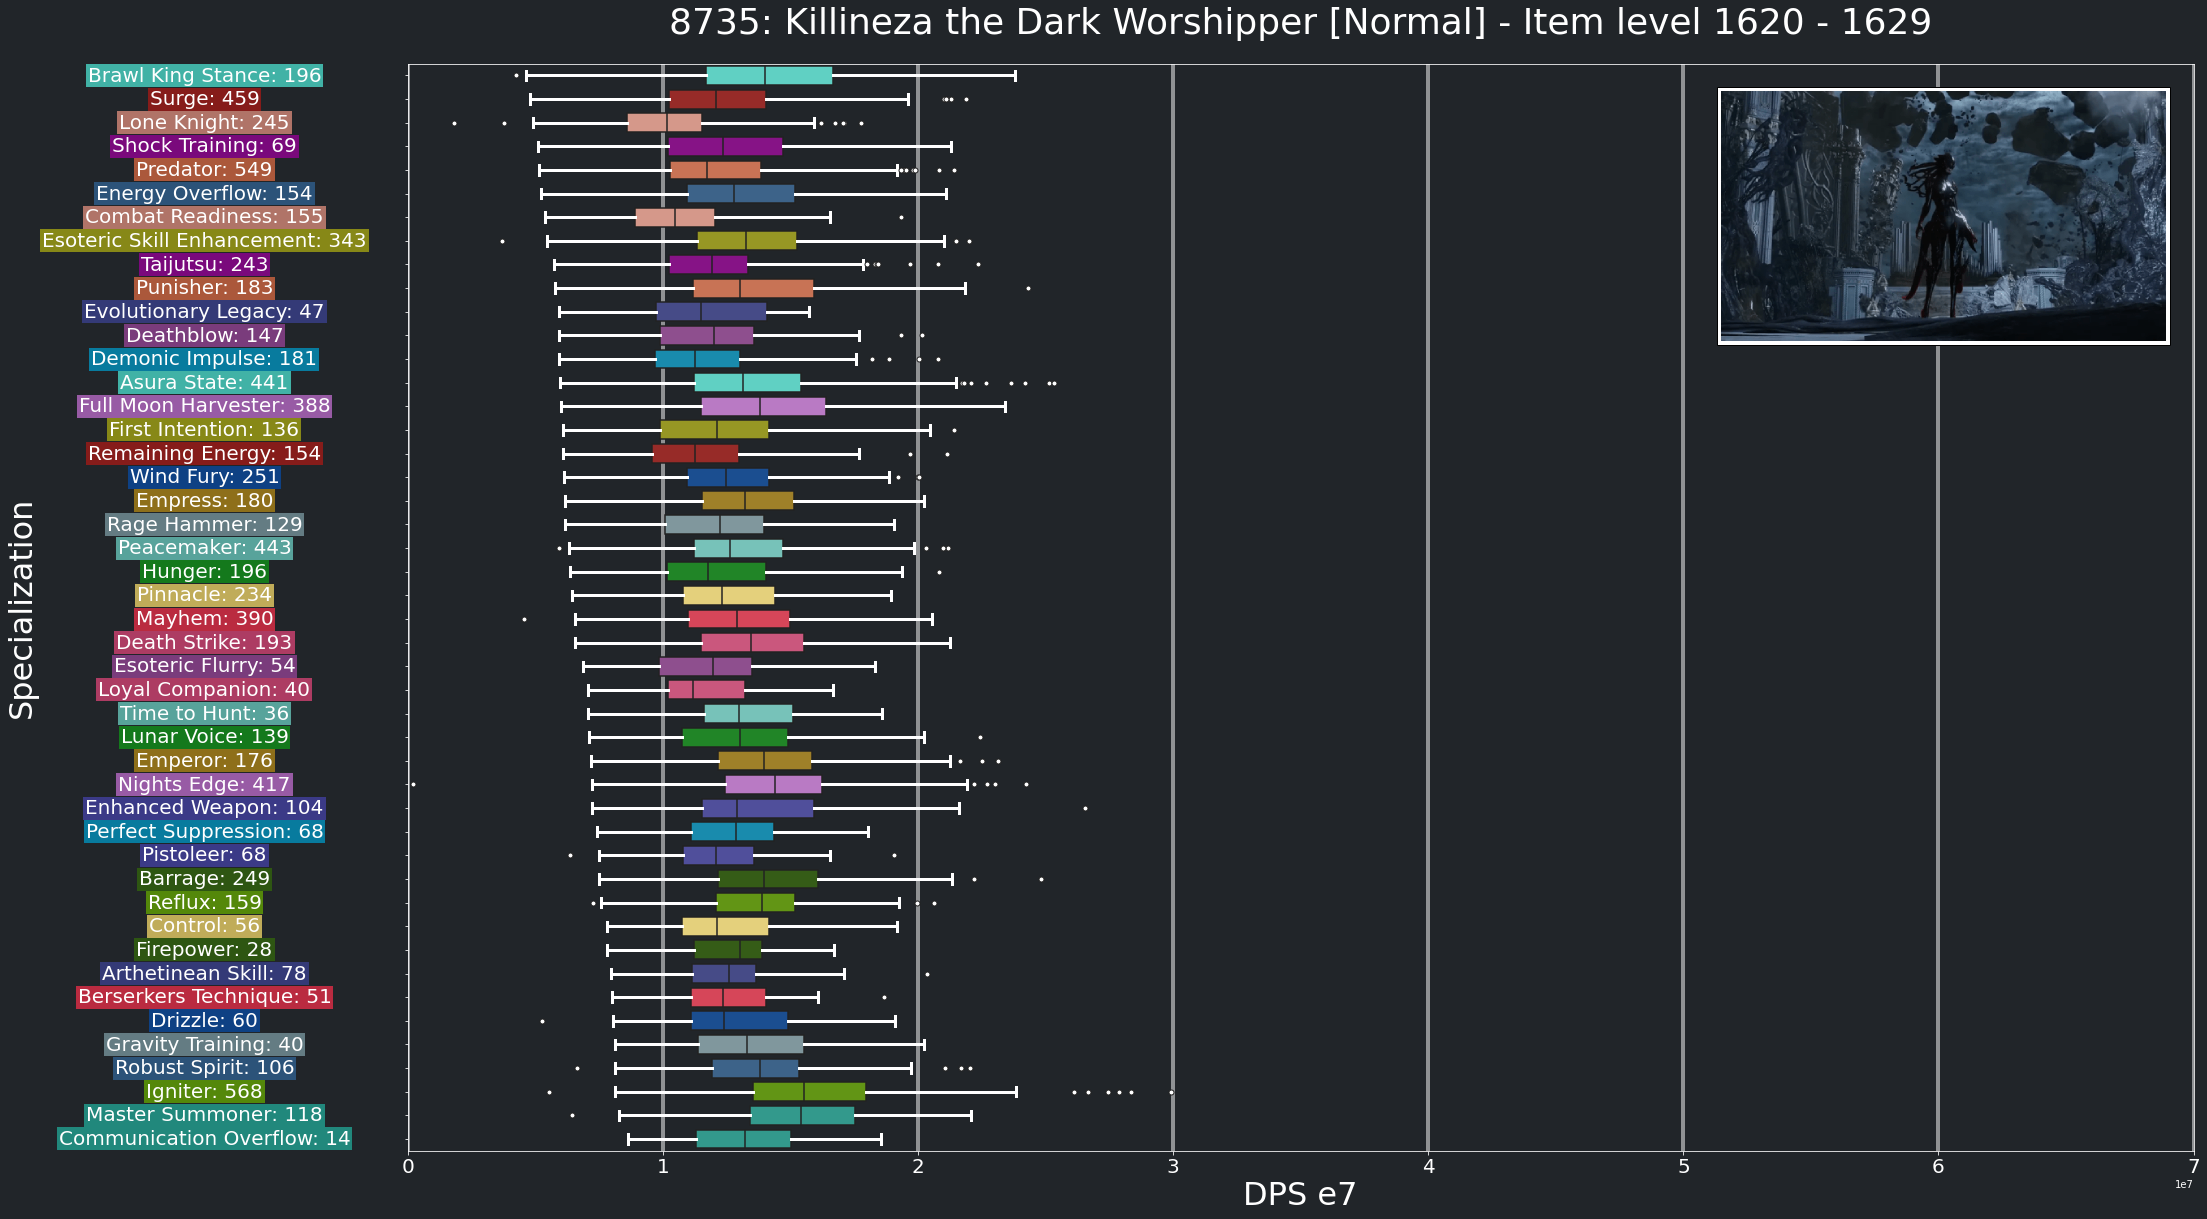 8735: Killineza the Dark Worshipper [Normal] - Item level 1620 - 1629
Specialization
Brawl King Stance: 196
Surge: 459
Lone Knight: 245
Shock Training: 69
Predator: 549
Energy Overflow: 154
Combat Readiness: 155
Esoteric Skill Enhancement: 343
Taijutsu: 243
Punisher: 183
Evolutionary Legacy: 47
Deathblow: 147
Demonic Impulse: 181
Asura State: 441
Full Moon Harvester: 388
First Intention: 136
Remaining Energy: 154
Wind Fury: 251
Empress: 180
Rage Hammer: 129
Peacemaker: 443
Hunger: 196
Pinnacle: 234
Mayhem: 390
Death Strike: 193
Esoteric Flurry: 54
Loyal Companion: 40
Time to Hunt: 36
Lunar Voice: 139
Emperor: 176
Nights Edge: 417
Enhanced Weapon: 104
Perfect Suppression: 68
Pistoleer: 68
Barrage: 249
Reflux: 159
Control: 56
Firepower: 28
Arthetinean Skill: 78
Berserkers Technique: 51
Drizzle: 60
Gravity Training: 40
Robust Spirit: 106
Igniter: 568
Master Summoner: 118
Communication Overflow: 14
0 1 2 3 4 5 6 7
1e7
DPS e7